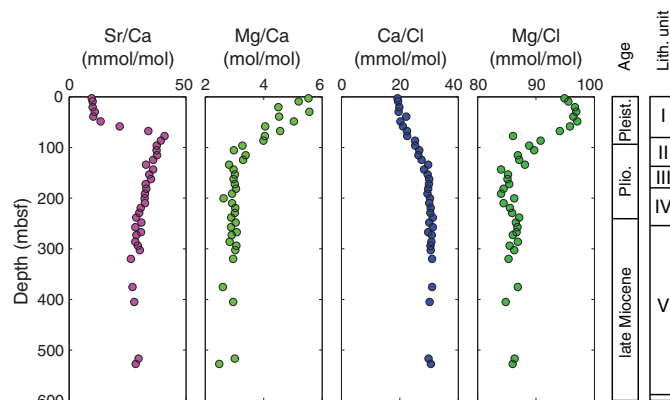 Sr/Ca
(mmol/mol)
Mg/Ca
(mmol/mol)
Ca/Cl
(mmol/mol)
Mg/Cl
(mmol/mol)
Age
Lith. unit
0 50 2 4 6 0 20 40 80 90 100
0
100
200
300
400
500
600
Depth (mbsf)
Pleist.
Plio.
late Miocene
I
II
III
IV
V